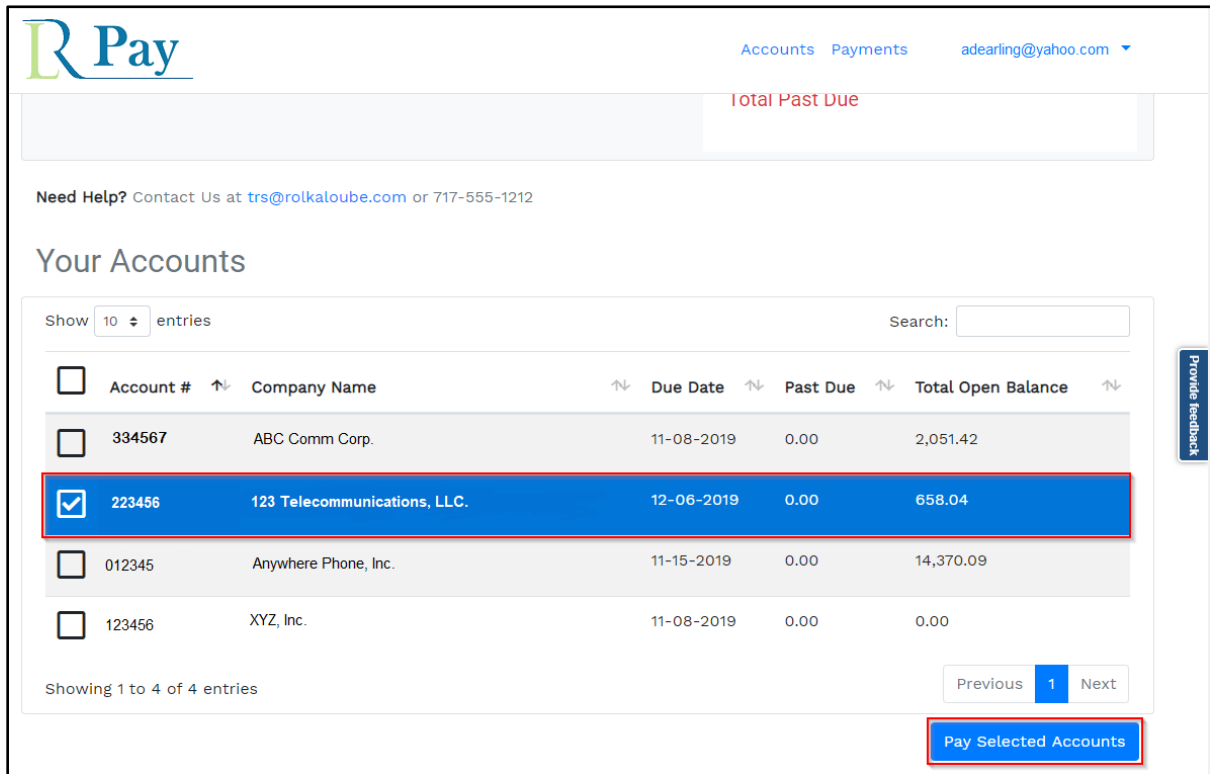 R Pay
Accounts Payments adearling@yahoo.com
Total Past Due
Need Help? Contact Us at trs@rolkaloube.com or 717-555-1212
Your Accounts
Show 10 entries Search:
Account # Company Name Due Date Past Due Total Open Balance
334567 ABC Comm Corp. 11-08-2019 0.00 2,051.42
223456 123 Telecommunications, LLC. 12-06-2019 0.00 658.04
012345 Anywhere Phone, Inc. 11-15-2019 0.00 14,370.09
123456 XYZ, Inc. 11-08-2019 0.00 0.00
Showing 1 to 4 of 4 entries Previous 1 Next
Pay Selected Accounts
Provide feedback